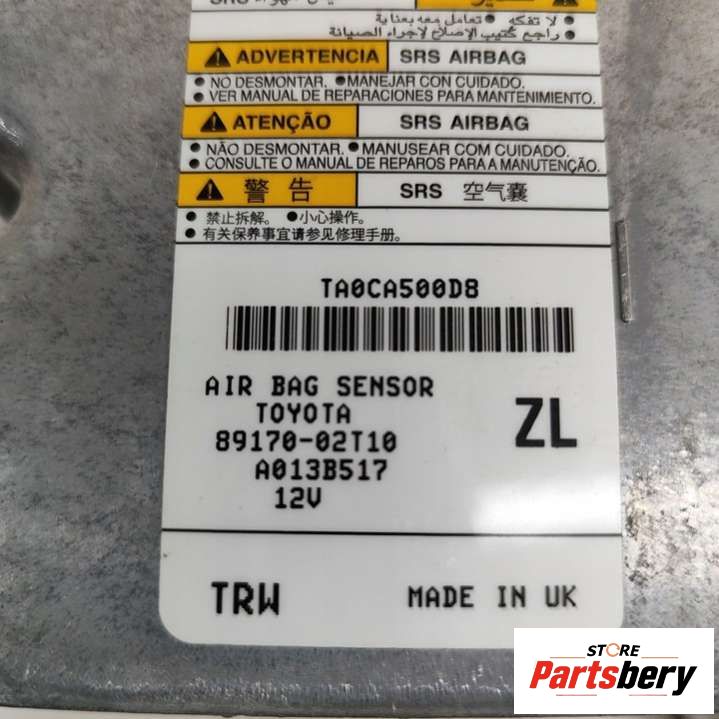 • لا تفكه • تعامل معه بعناية
• راجع كتيب الإصلاح لاجراء الصيانة
ADVERTENCIA SRS AIRBAG
• NO DESMONTAR. •MANEJAR CON CUIDADO.
• VER MANUAL DE REPARACIONES PARA MANTENIMIENTO.
ATENÇÃO SRS AIRBAG
• NÃO DESMONTAR. • MANUSEAR COM CUIDADO.
• CONSULTE O MANUAL DE REPAROS PARA A MANUTENÇÃO.
警告 SRS 空气囊
• 禁止拆解。 •小心操作。
• 有关保养事宜请参见修理手册。
TA0CA500D8
AIR BAG SENSOR
TOYOTA
89170-02T10
A013B517
12V
ZL
TRW MADE IN UK
STORE
Partsbery